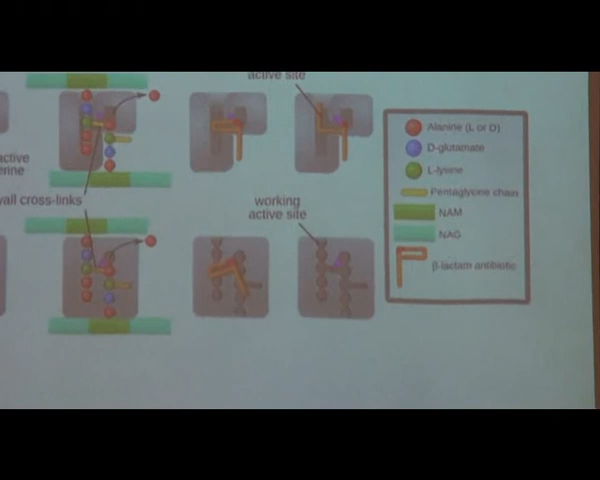 active site
Alanine (L or D)
D-glutamate
L-lysine
Pentaglycine chain
NAM
NAG
β-lactam antibiotic
active
erine
wall cross-links
working
active site